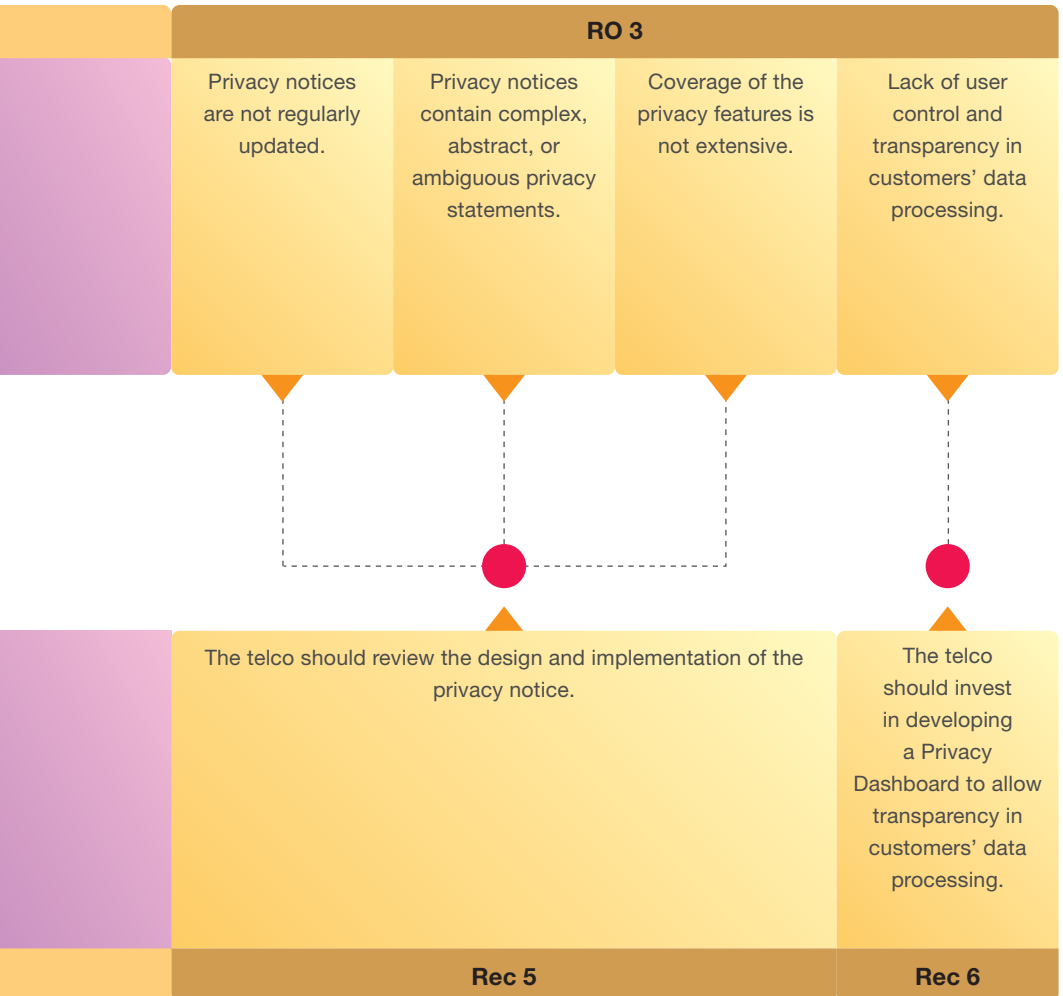 RO 3
Privacy notices
are not regularly
updated.
Privacy notices
contain complex,
abstract, or
ambiguous privacy
statements.
Coverage of the
privacy features is
not extensive.
Lack of user
control and
transparency in
customers’ data
processing.
The telco should review the design and implementation of the
privacy notice.
The telco
should invest
in developing
a Privacy
Dashboard to allow
transparency in
customers’ data
processing.
Rec 5
Rec 6